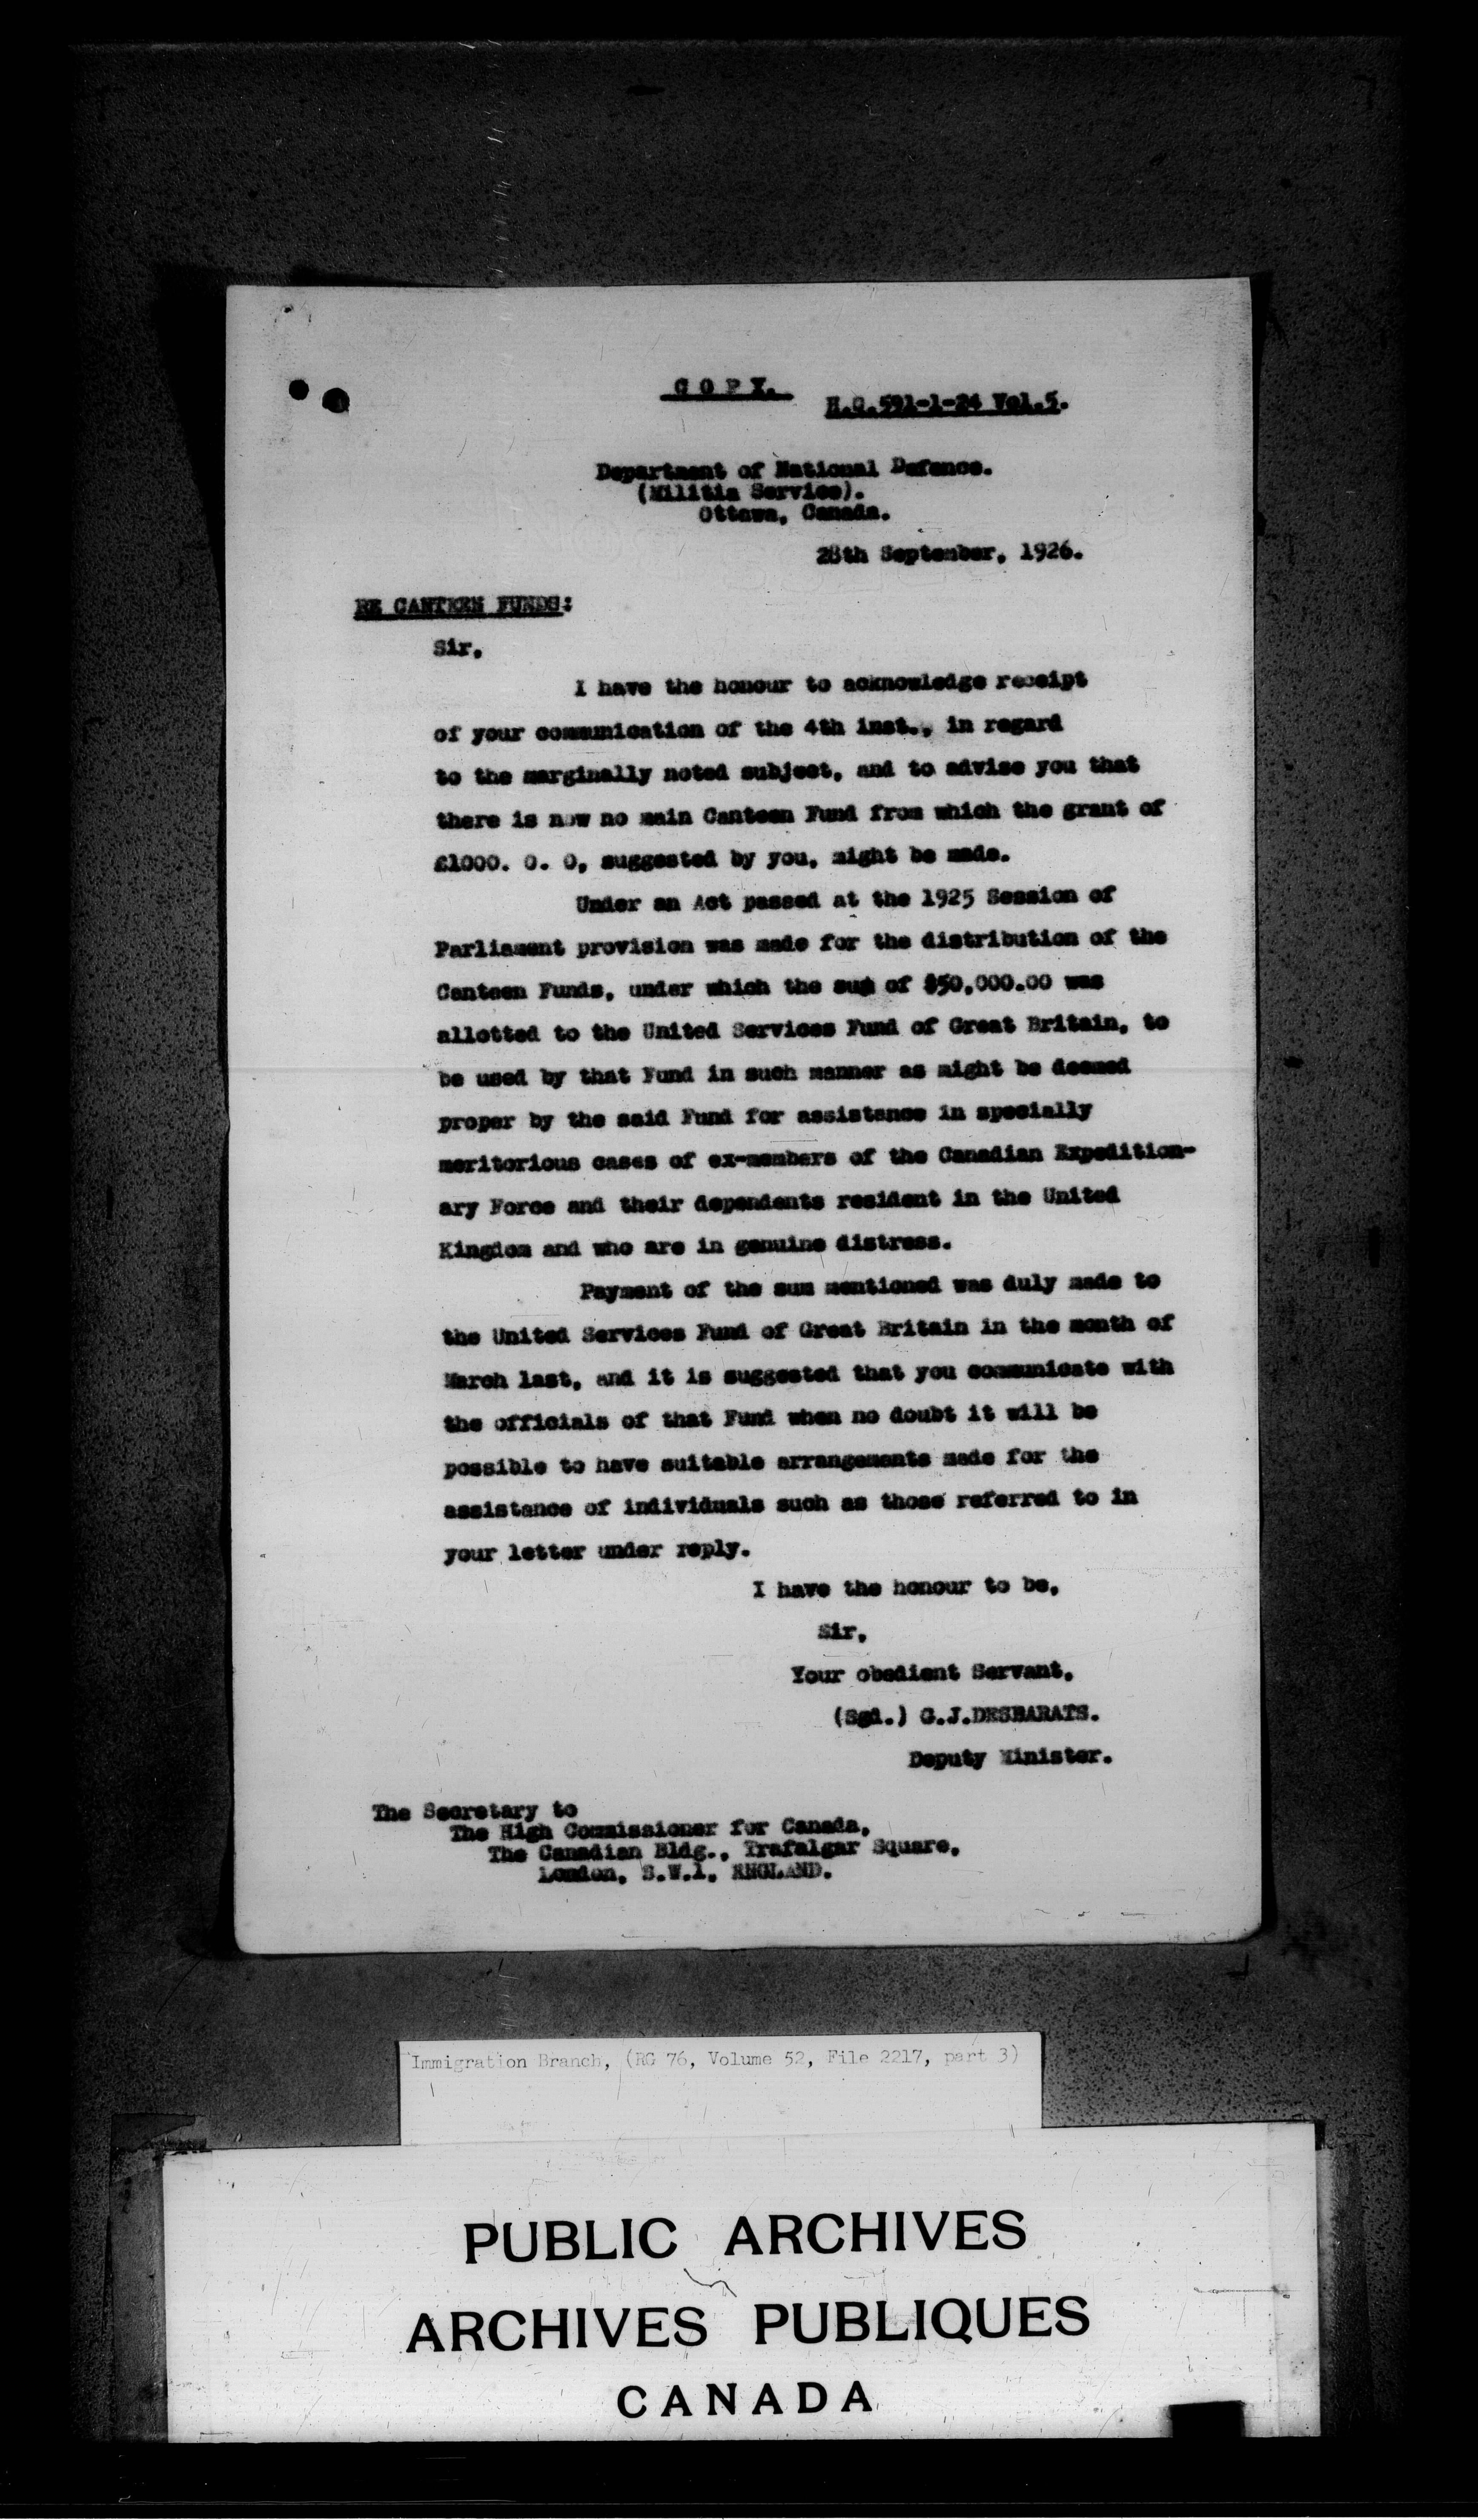 C O P Y.
H.Q.591-1-24 Vol.5.
Department of National Defence.
(Militia Service).
Ottawa, Canada.
28th September, 1926.
RE CANTEEN FUNDS:
Sir,
I have the honour to acknowledge receipt
of your communication of the 4th inst., in regard
to the marginally noted subject, and to advise you that
there is now no main Canteen Fund from which the grant of
£1000. 0. 0, suggested by you, might be made.
Under an Act passed at the 1925 Session of
Parliament provision was made for the distribution of the
Canteen Funds, under which the sum of $50,000.00 was
allotted to the United Services Fund of Great Britain, to
be used by that Fund in such manner as might be deemed
proper by the said Fund for assistance in specially
meritorious cases of ex-members of the Canadian Expedition-
ary Force and their dependents resident in the United
Kingdom and who are in genuine distress.
Payment of the sum mentioned was duly made to
the United Services Fund of Great Britain in the month of
March last, and it is suggested that you communicate with
the officials of that Fund when no doubt it will be
possible to have suitable arrangements made for the
assistance of individuals such as those referred to in
your letter under reply.
I have the honour to be,
Sir,
Your obedient Servant,
(Sgd.) G.J.DESBARATS.
Deputy Minister.
The Secretary to
The High Commissioner for Canada,
The Canadian Bldg., Trafalgar Square,
London, S.W.1, ENGLAND.
Immigration Branch, (RG 76, Volume 52, File 2217, part 3)
PUBLIC ARCHIVES
ARCHIVES PUBLIQUES
CANADA